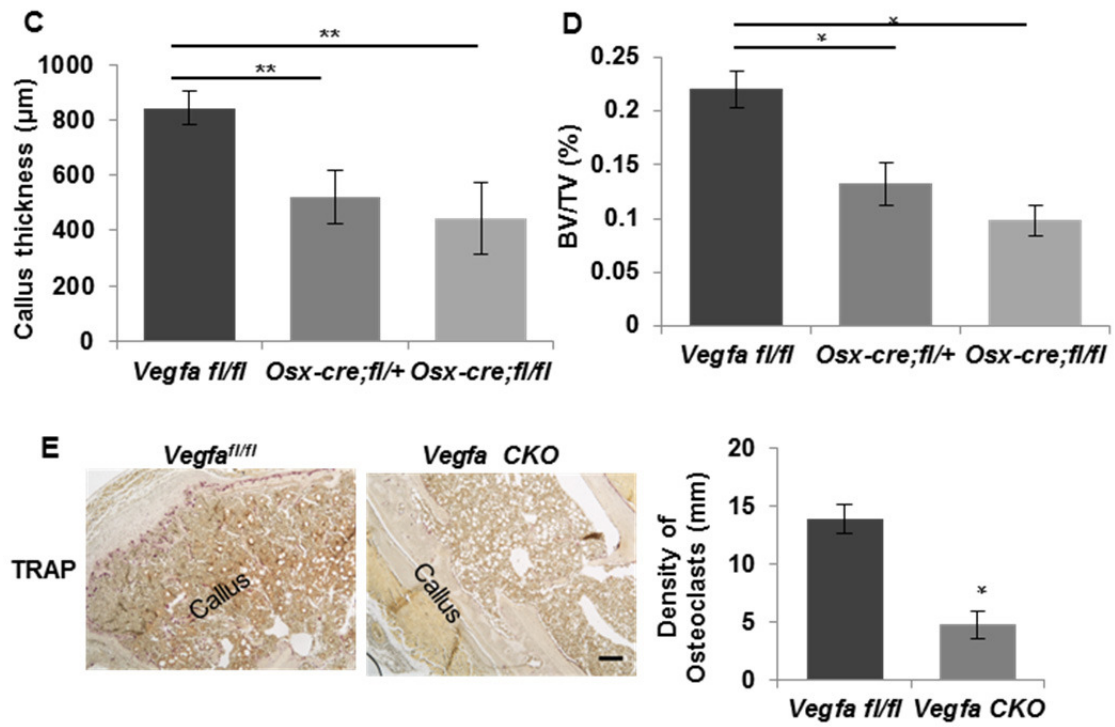 C
**
**
1000
800
600
400
200
0
Callus thickness (µm)
Vegfa fl/fl Osx-cre;fl/+ Osx-cre;fl/fl
D
*
*
0.25
0.2
0.15
0.1
0.05
0
BV/TV (%)
Vegfa fl/fl Osx-cre;fl/+ Osx-cre;fl/fl
E
Vegfa fl/fl
Vegfa CKO
TRAP
Callus
Callus
20
15
10
5
0
Density of
Osteoclasts (mm)
*
Vegfa fl/fl Vegfa CKO